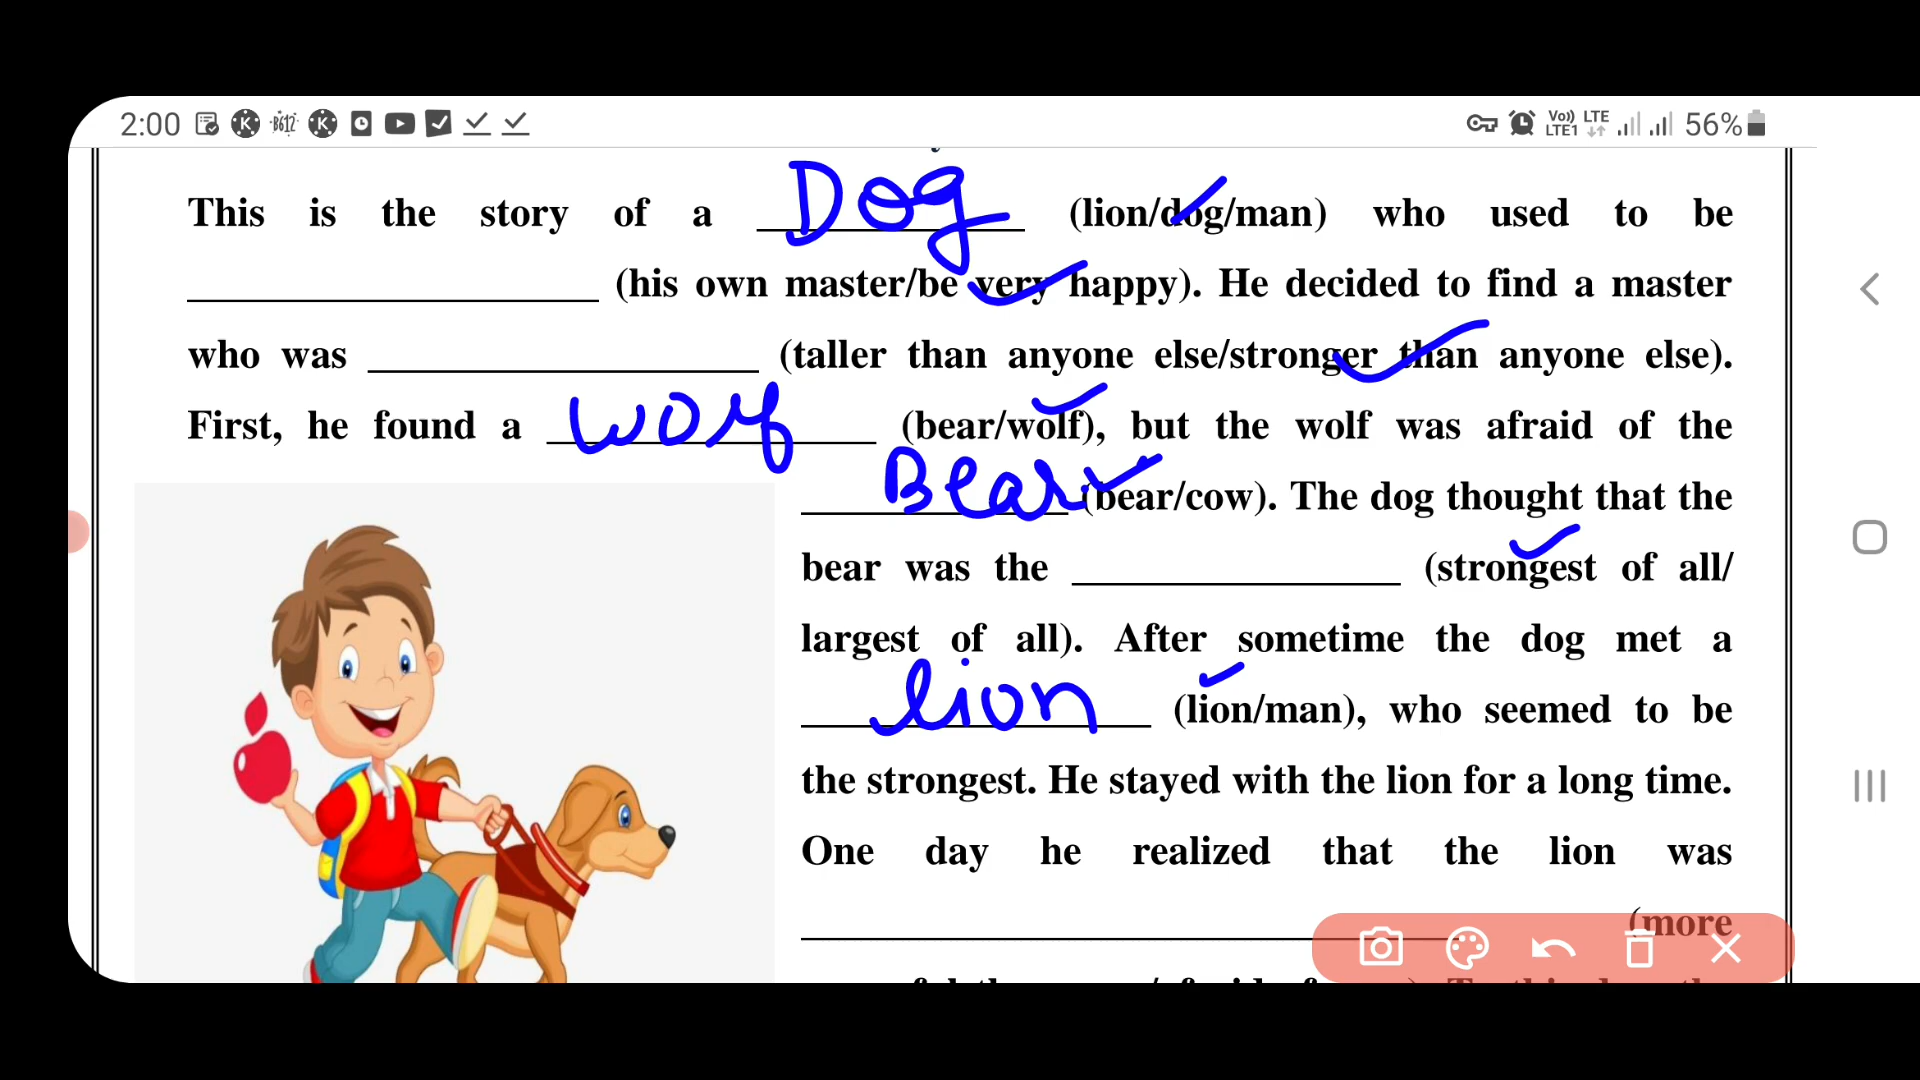 2:00 B612 Vo)) LTE1 LTE 56%
This is the story of a Dog (lion/dog/man) who used to be
(his own master/be very happy). He decided to find a master
who was (taller than anyone else/stronger than anyone else).
First, he found a wolf (bear/wolf), but the wolf was afraid of the
Bear (bear/cow). The dog thought that the
bear was the (strongest of all/
largest of all). After sometime the dog met a
lion (lion/man), who seemed to be
the strongest. He stayed with the lion for a long time.
One day he realized that the lion was
(more